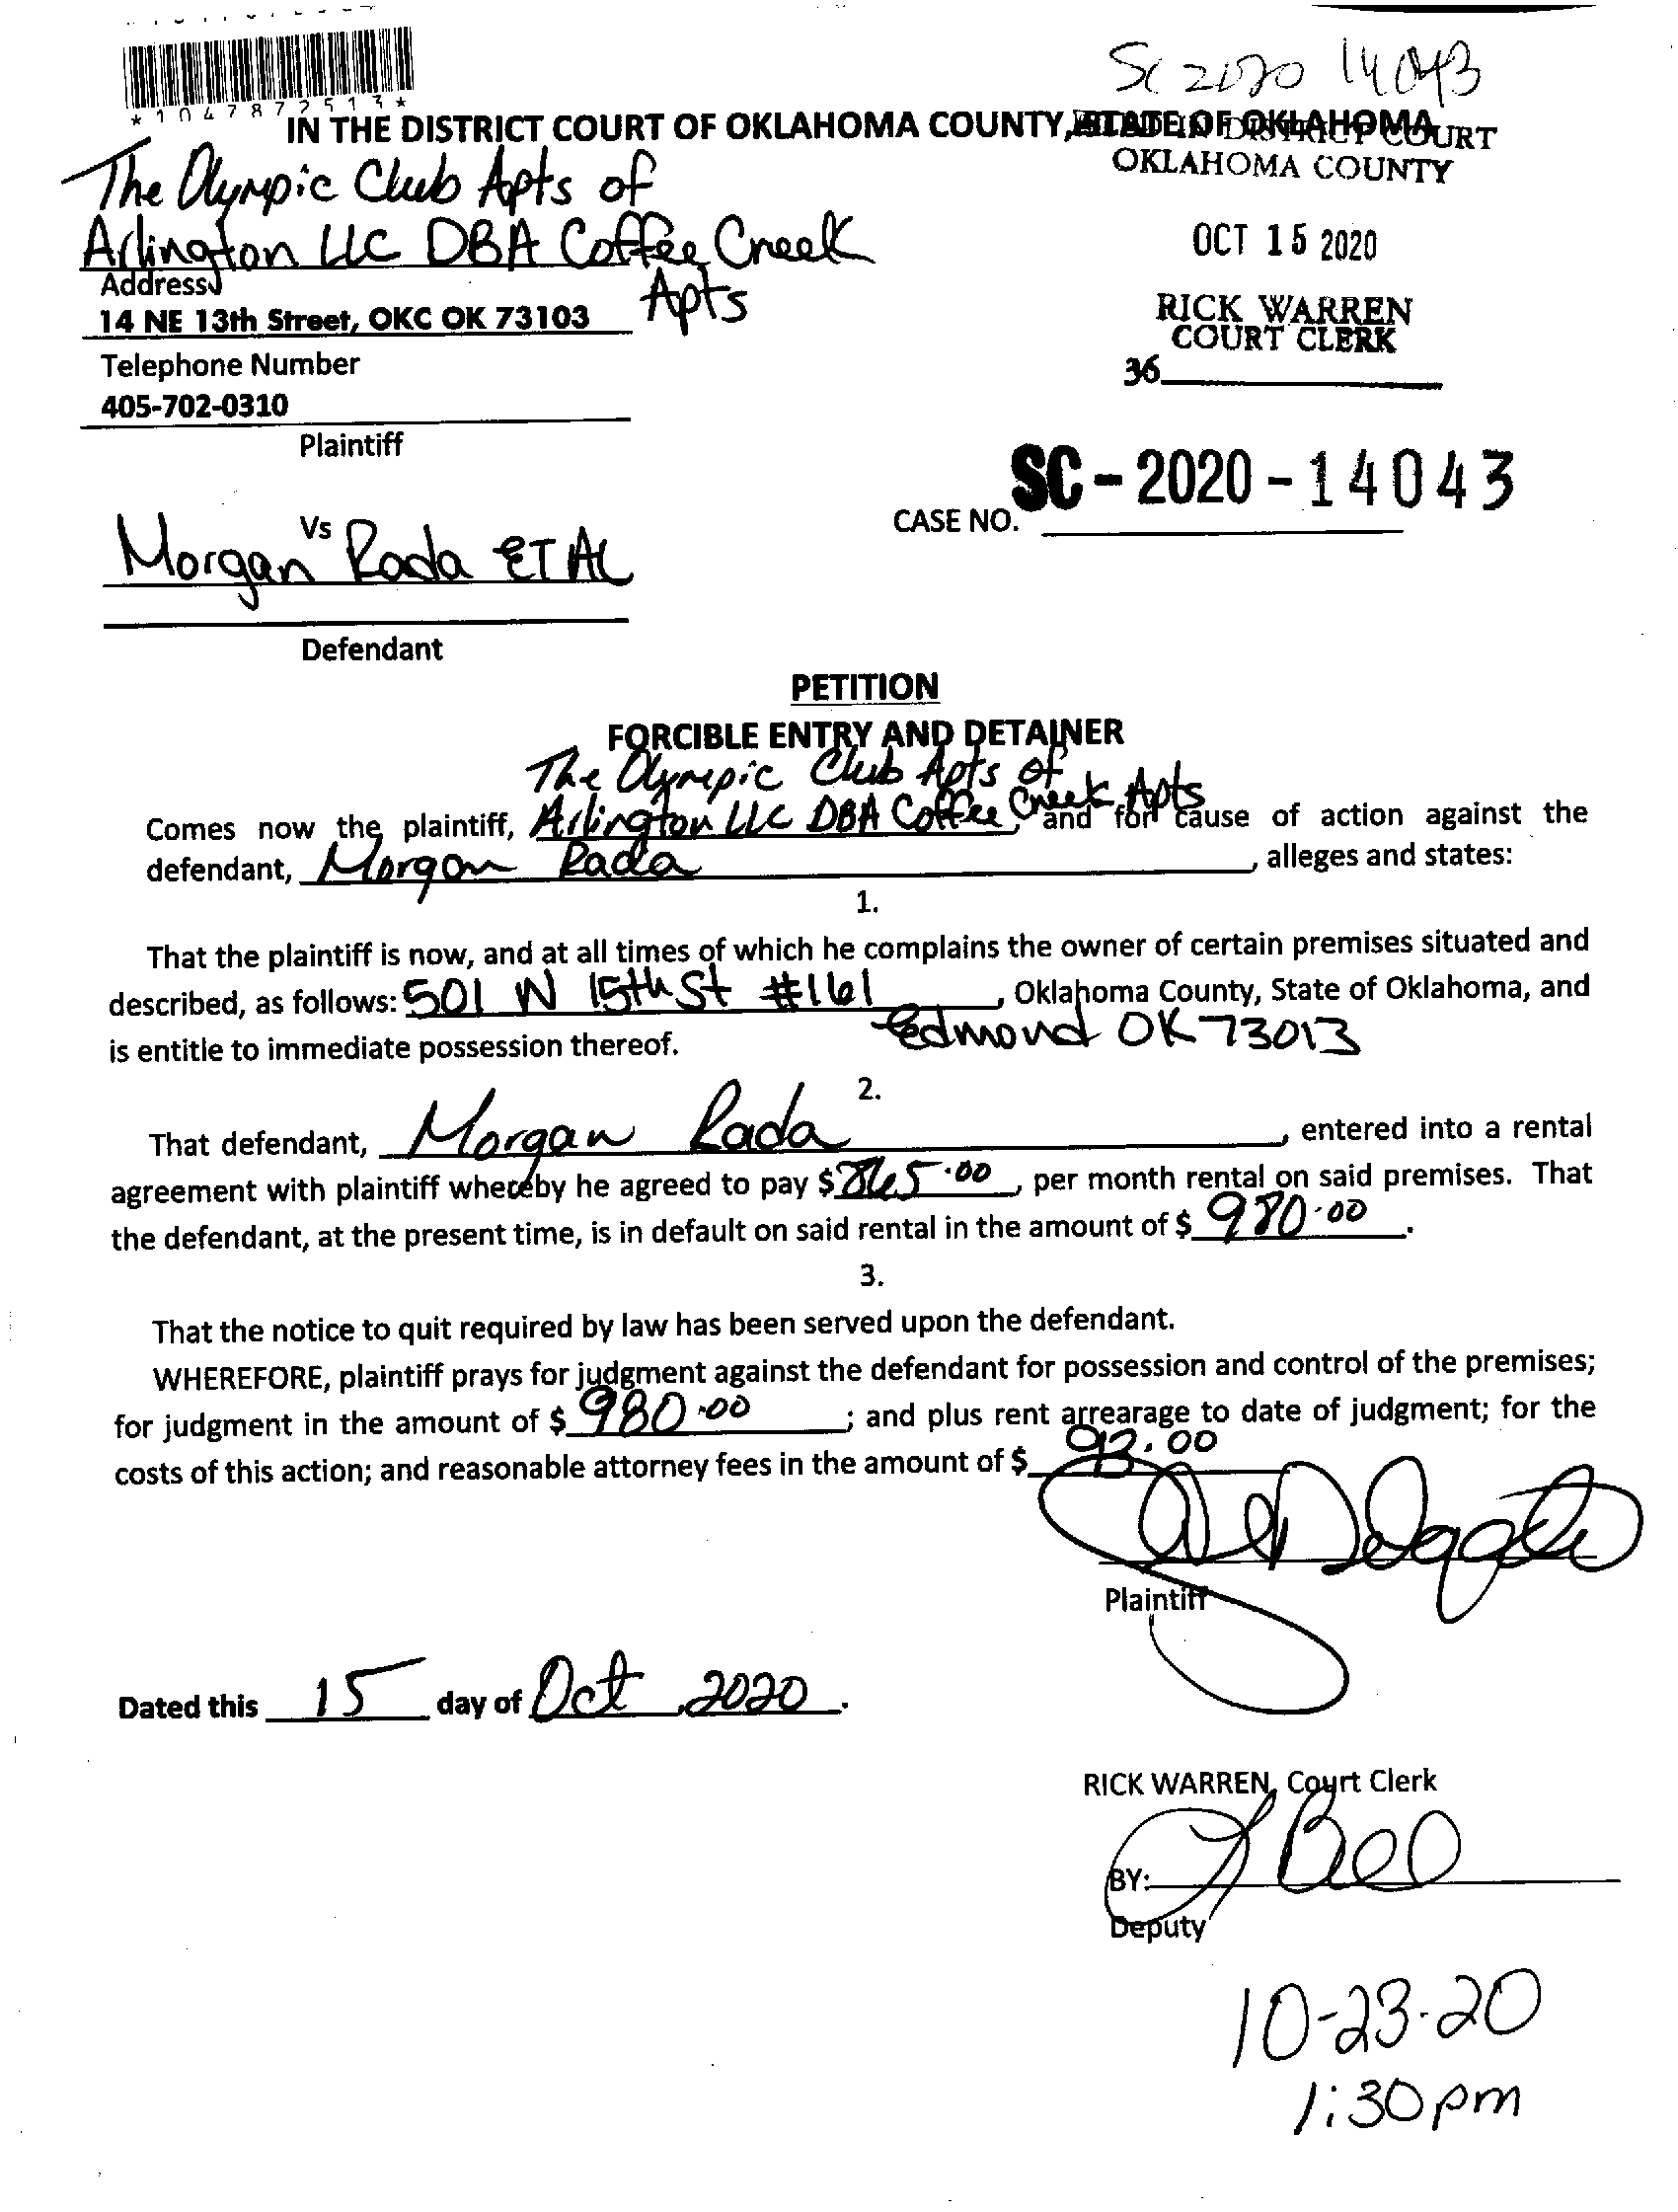 *1047872513*
SC 2020 14043
IN THE DISTRICT COURT OF OKLAHOMA COUNTY, STATE OF OKLAHOMA
FILED IN DISTRICT COURT
OKLAHOMA COUNTY
The Olympic Club Apts of
Arlington LLC DBA Coffee Creek
Apts
Address
14 NE 13th Street, OKC OK 73103
Telephone Number
405-702-0310
Plaintiff
OCT 15 2020
RICK WARREN
COURT CLERK
36
SC-2020-14043
CASE NO.
Vs
Morgan Rada ET AL
Defendant
PETITION
FORCIBLE ENTRY AND DETAINER
The Olympic Club Apts of
Comes now the plaintiff, Arlington LLC DBA Coffee Creek Apts, and for cause of action against the
defendant, Morgan Rada, alleges and states:
1.
That the plaintiff is now, and at all times of which he complains the owner of certain premises situated and
described, as follows: 501 W 15th St #161, Oklahoma County, State of Oklahoma, and
Edmond OK 73013
is entitle to immediate possession thereof.
2.
That defendant, Morgan Rada, entered into a rental
agreement with plaintiff whereby he agreed to pay $865.00, per month rental on said premises. That
the defendant, at the present time, is in default on said rental in the amount of $980.00.
3.
That the notice to quit required by law has been served upon the defendant.
WHEREFORE, plaintiff prays for judgment against the defendant for possession and control of the premises;
for judgment in the amount of $980.00; and plus rent arrearage to date of judgment; for the
costs of this action; and reasonable attorney fees in the amount of $
Delgado
Plaintiff
Dated this 15 day of Oct, 2020.
RICK WARREN, Court Clerk
BY:
Deputy
10-23-20
1:30pm